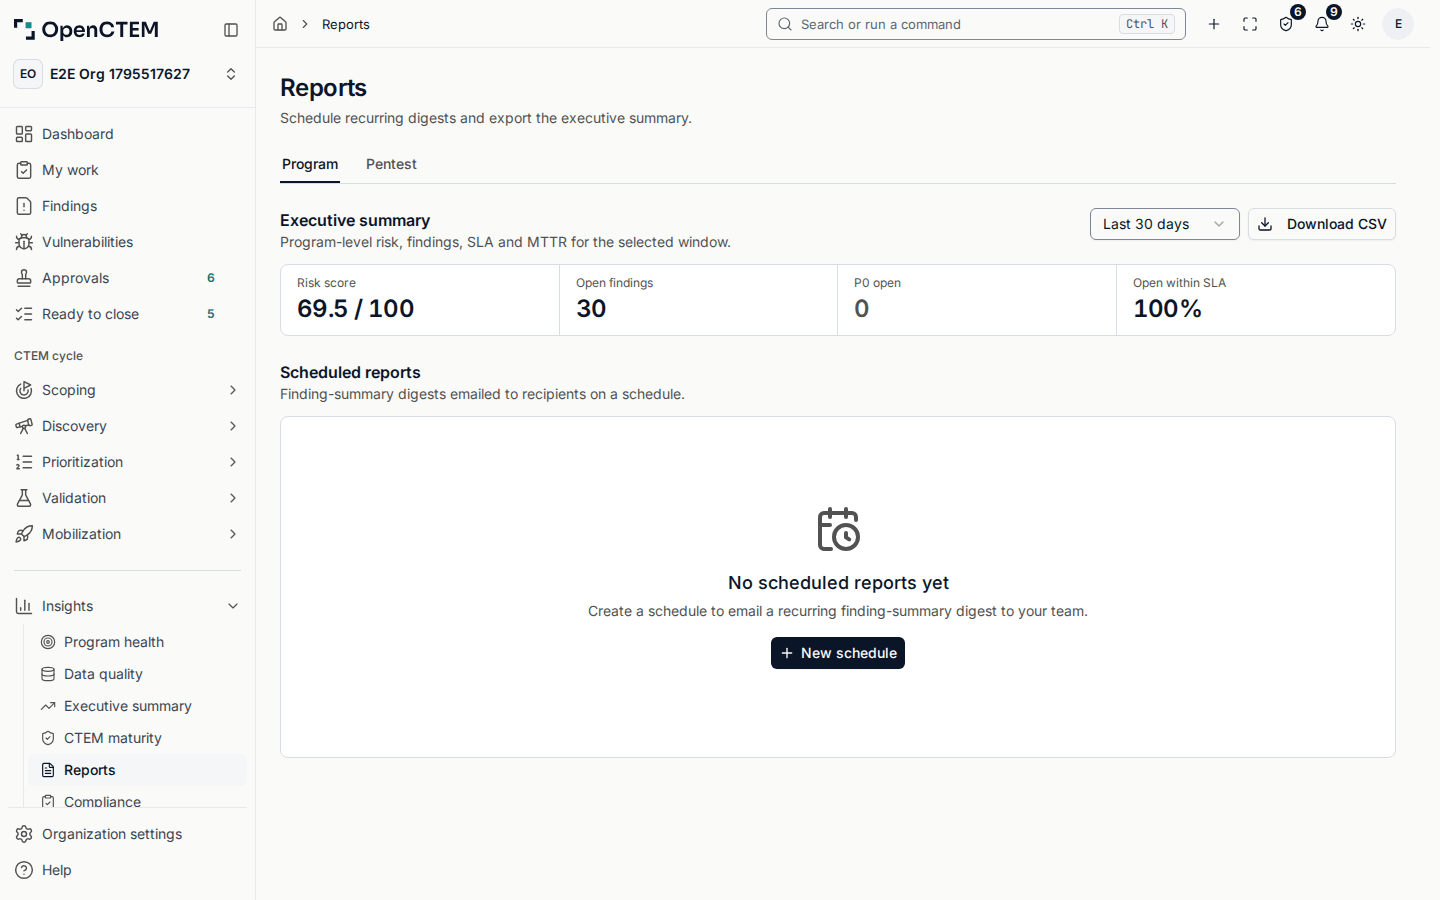 OpenCTEM
EO E2E Org 1795517627
Dashboard
My work
Findings
Vulnerabilities
Approvals 6
Ready to close 5
CTEM cycle
Scoping
Discovery
Prioritization
Validation
Mobilization
Insights
Program health
Data quality
Executive summary
CTEM maturity
Reports
Compliance
Organization settings
Help
Reports
Search or run a command Ctrl K
6
9
E
Reports
Schedule recurring digests and export the executive summary.
Program Pentest
Executive summary
Program-level risk, findings, SLA and MTTR for the selected window.
Last 30 days
Download CSV
Risk score
69.5 / 100
Open findings
30
P0 open
0
Open within SLA
100%
Scheduled reports
Finding-summary digests emailed to recipients on a schedule.
No scheduled reports yet
Create a schedule to email a recurring finding-summary digest to your team.
New schedule